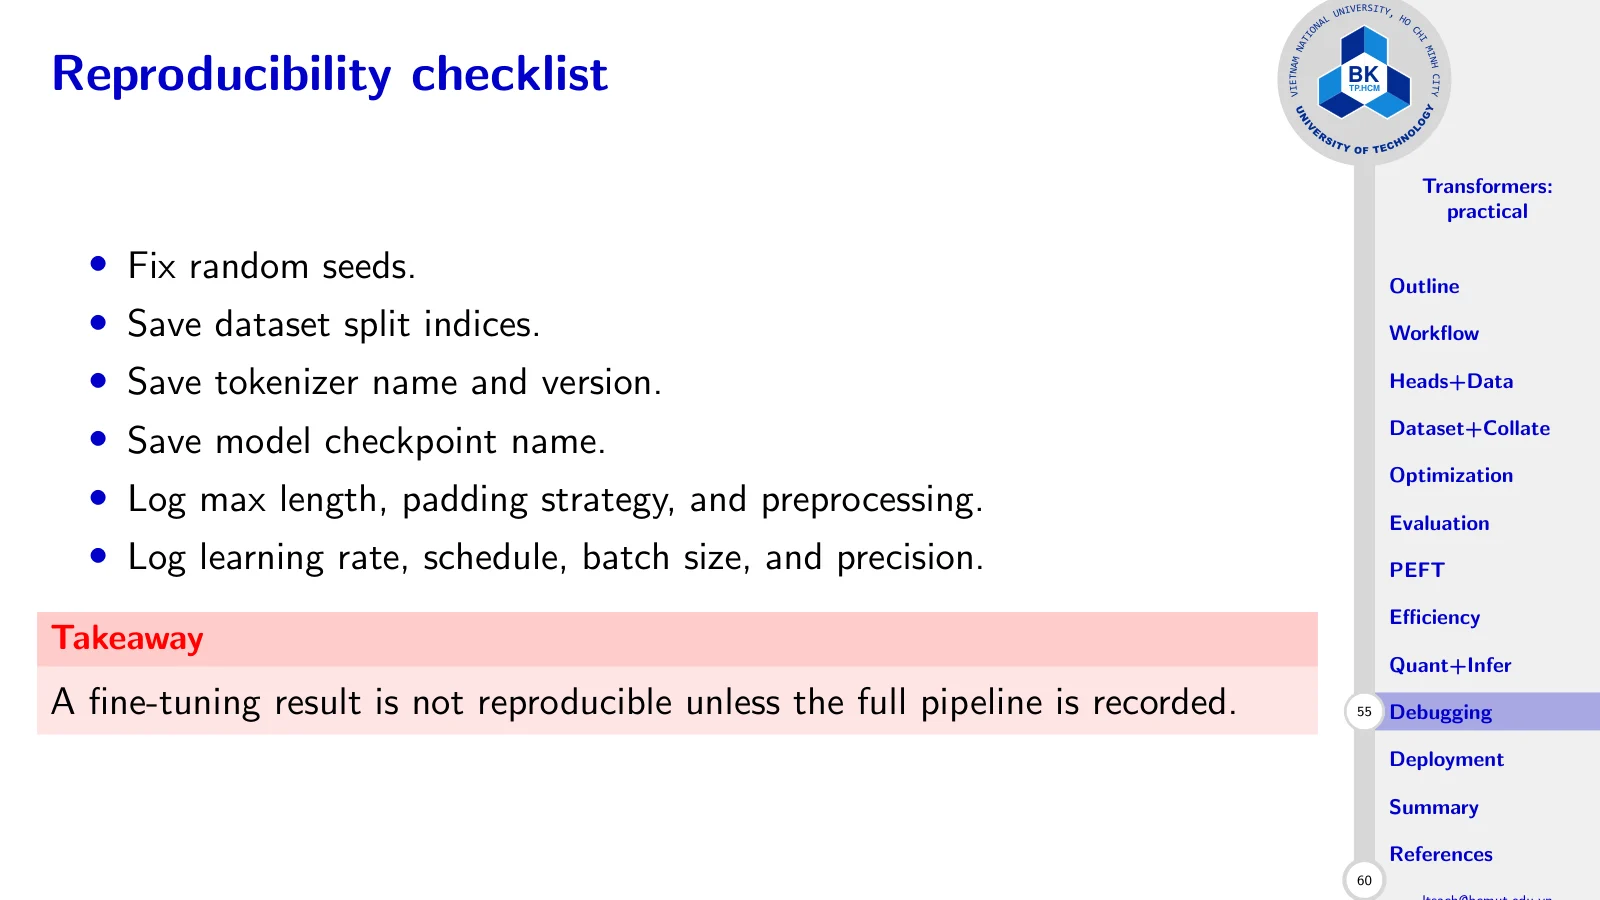 Reproducibility checklist
• Fix random seeds.
• Save dataset split indices.
• Save tokenizer name and version.
• Save model checkpoint name.
• Log max length, padding strategy, and preprocessing.
• Log learning rate, schedule, batch size, and precision.
Takeaway
A fine-tuning result is not reproducible unless the full pipeline is recorded.
VIETNAM NATIONAL UNIVERSITY, HO CHI MINH CITY
BK
TP.HCM
UNIVERSITY OF TECHNOLOGY
Transformers:
practical
Outline
Workflow
Heads+Data
Dataset+Collate
Optimization
Evaluation
PEFT
Efficiency
Quant+Infer
55 Debugging
Deployment
Summary
References
60